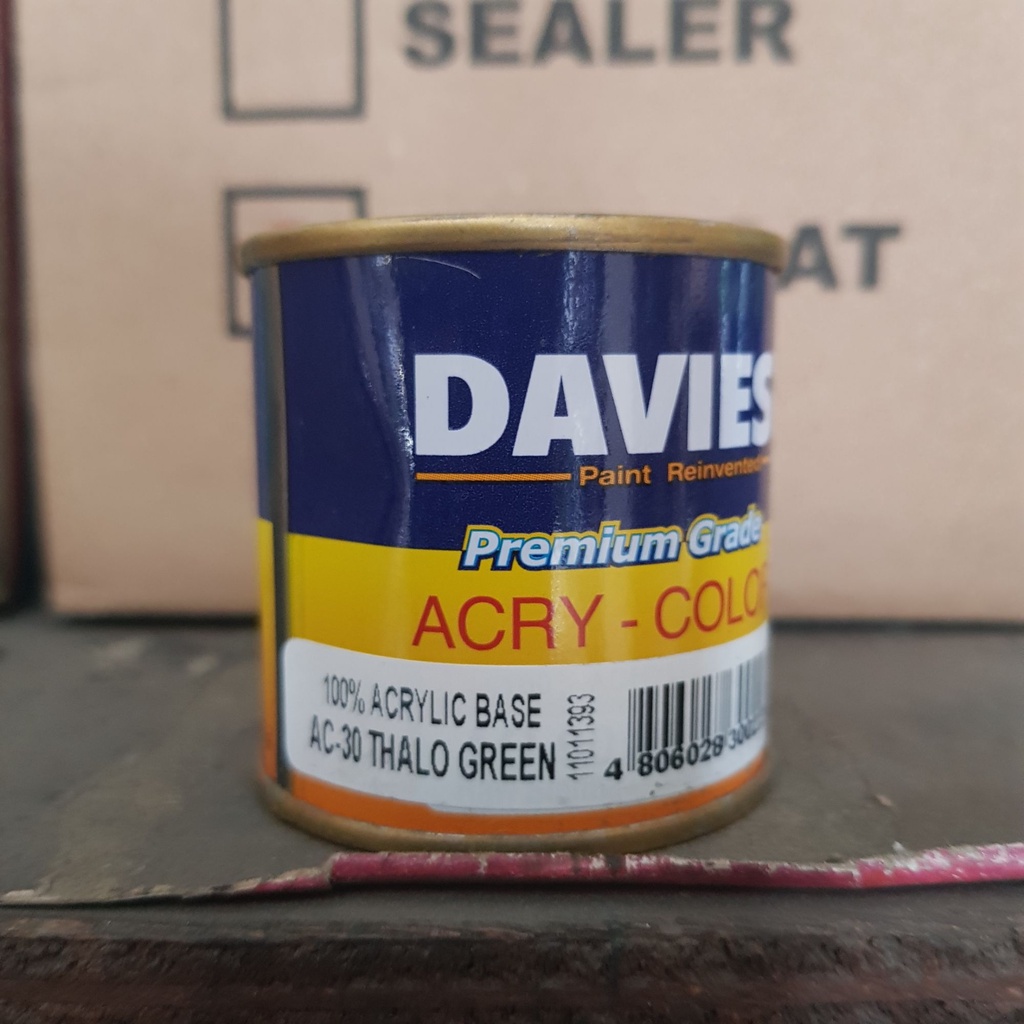 SEALER
AT
DAVIES
Paint Reinvented
Premium Grade
ACRY - COLO
100% ACRYLIC BASE
AC-30 THALO GREEN
11011393
4 806028 300